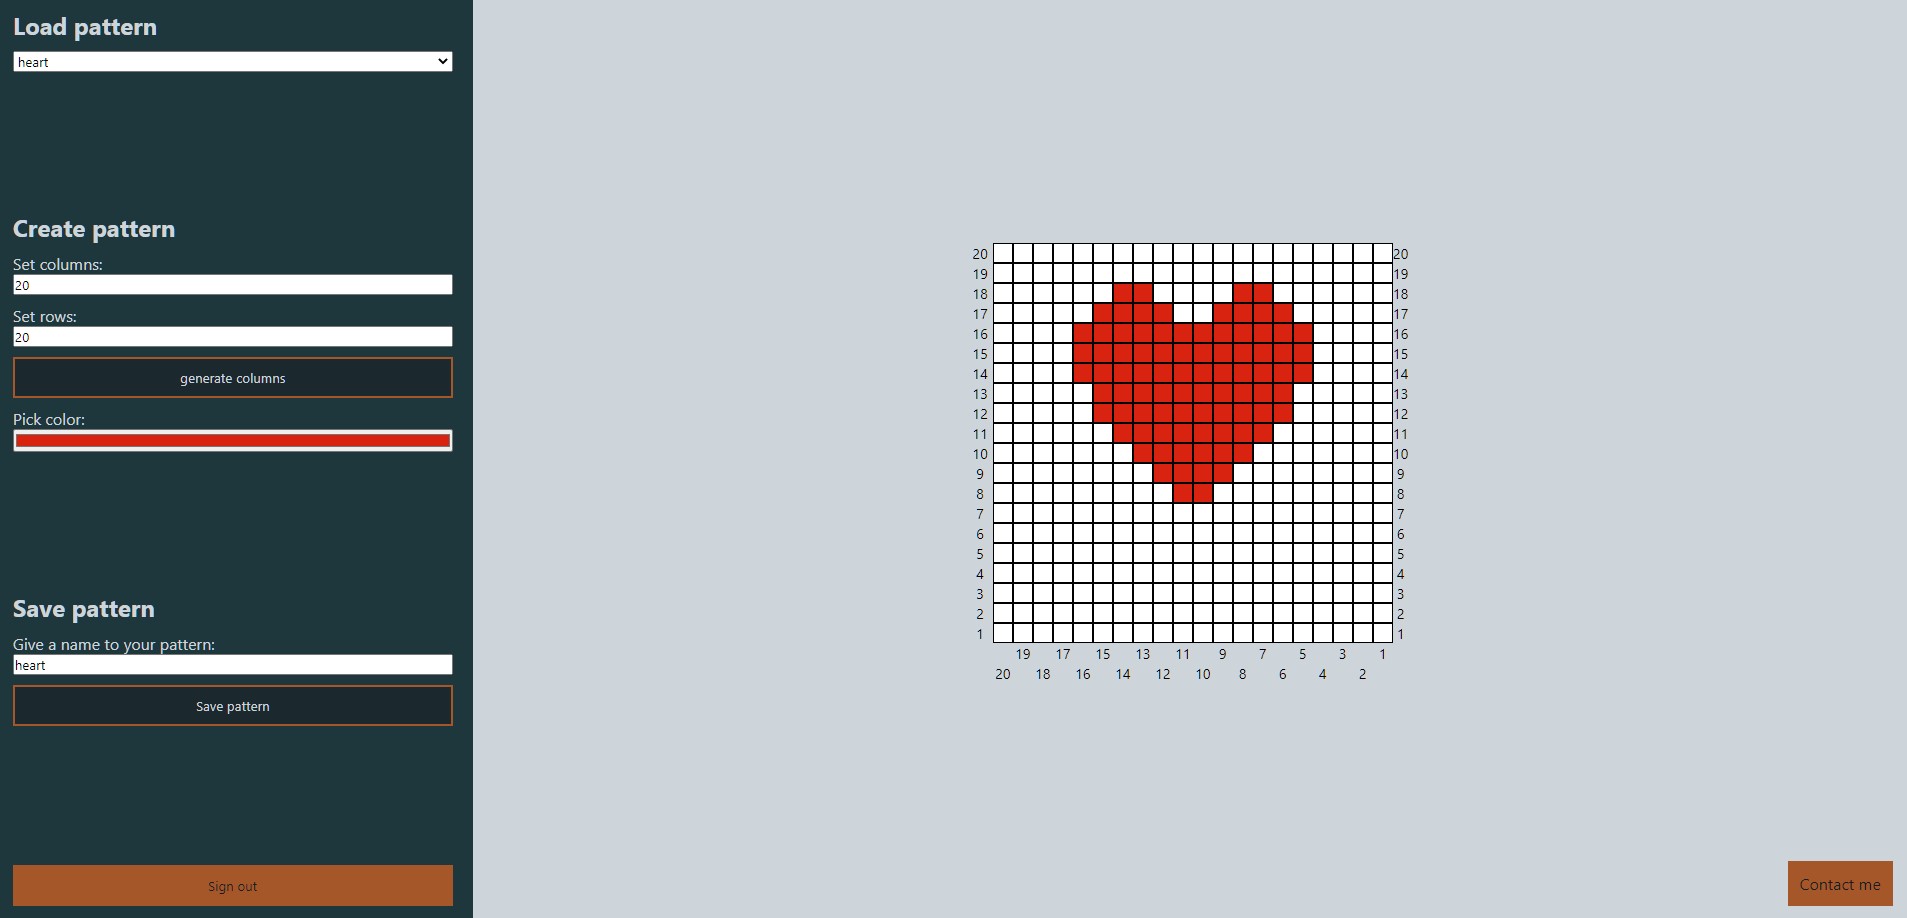 Load pattern
heart
Create pattern
Set columns:
20
Set rows:
20
generate columns
Pick color:
Save pattern
Give a name to your pattern:
heart
Save pattern
Sign out
20 20
19 19
18 18
17 17
16 16
15 15
14 14
13 13
12 12
11 11
10 10
9 9
8 8
7 7
6 6
5 5
4 4
3 3
2 2
1 1
19 17 15 13 11 9 7 5 3 1
20 18 16 14 12 10 8 6 4 2
Contact me